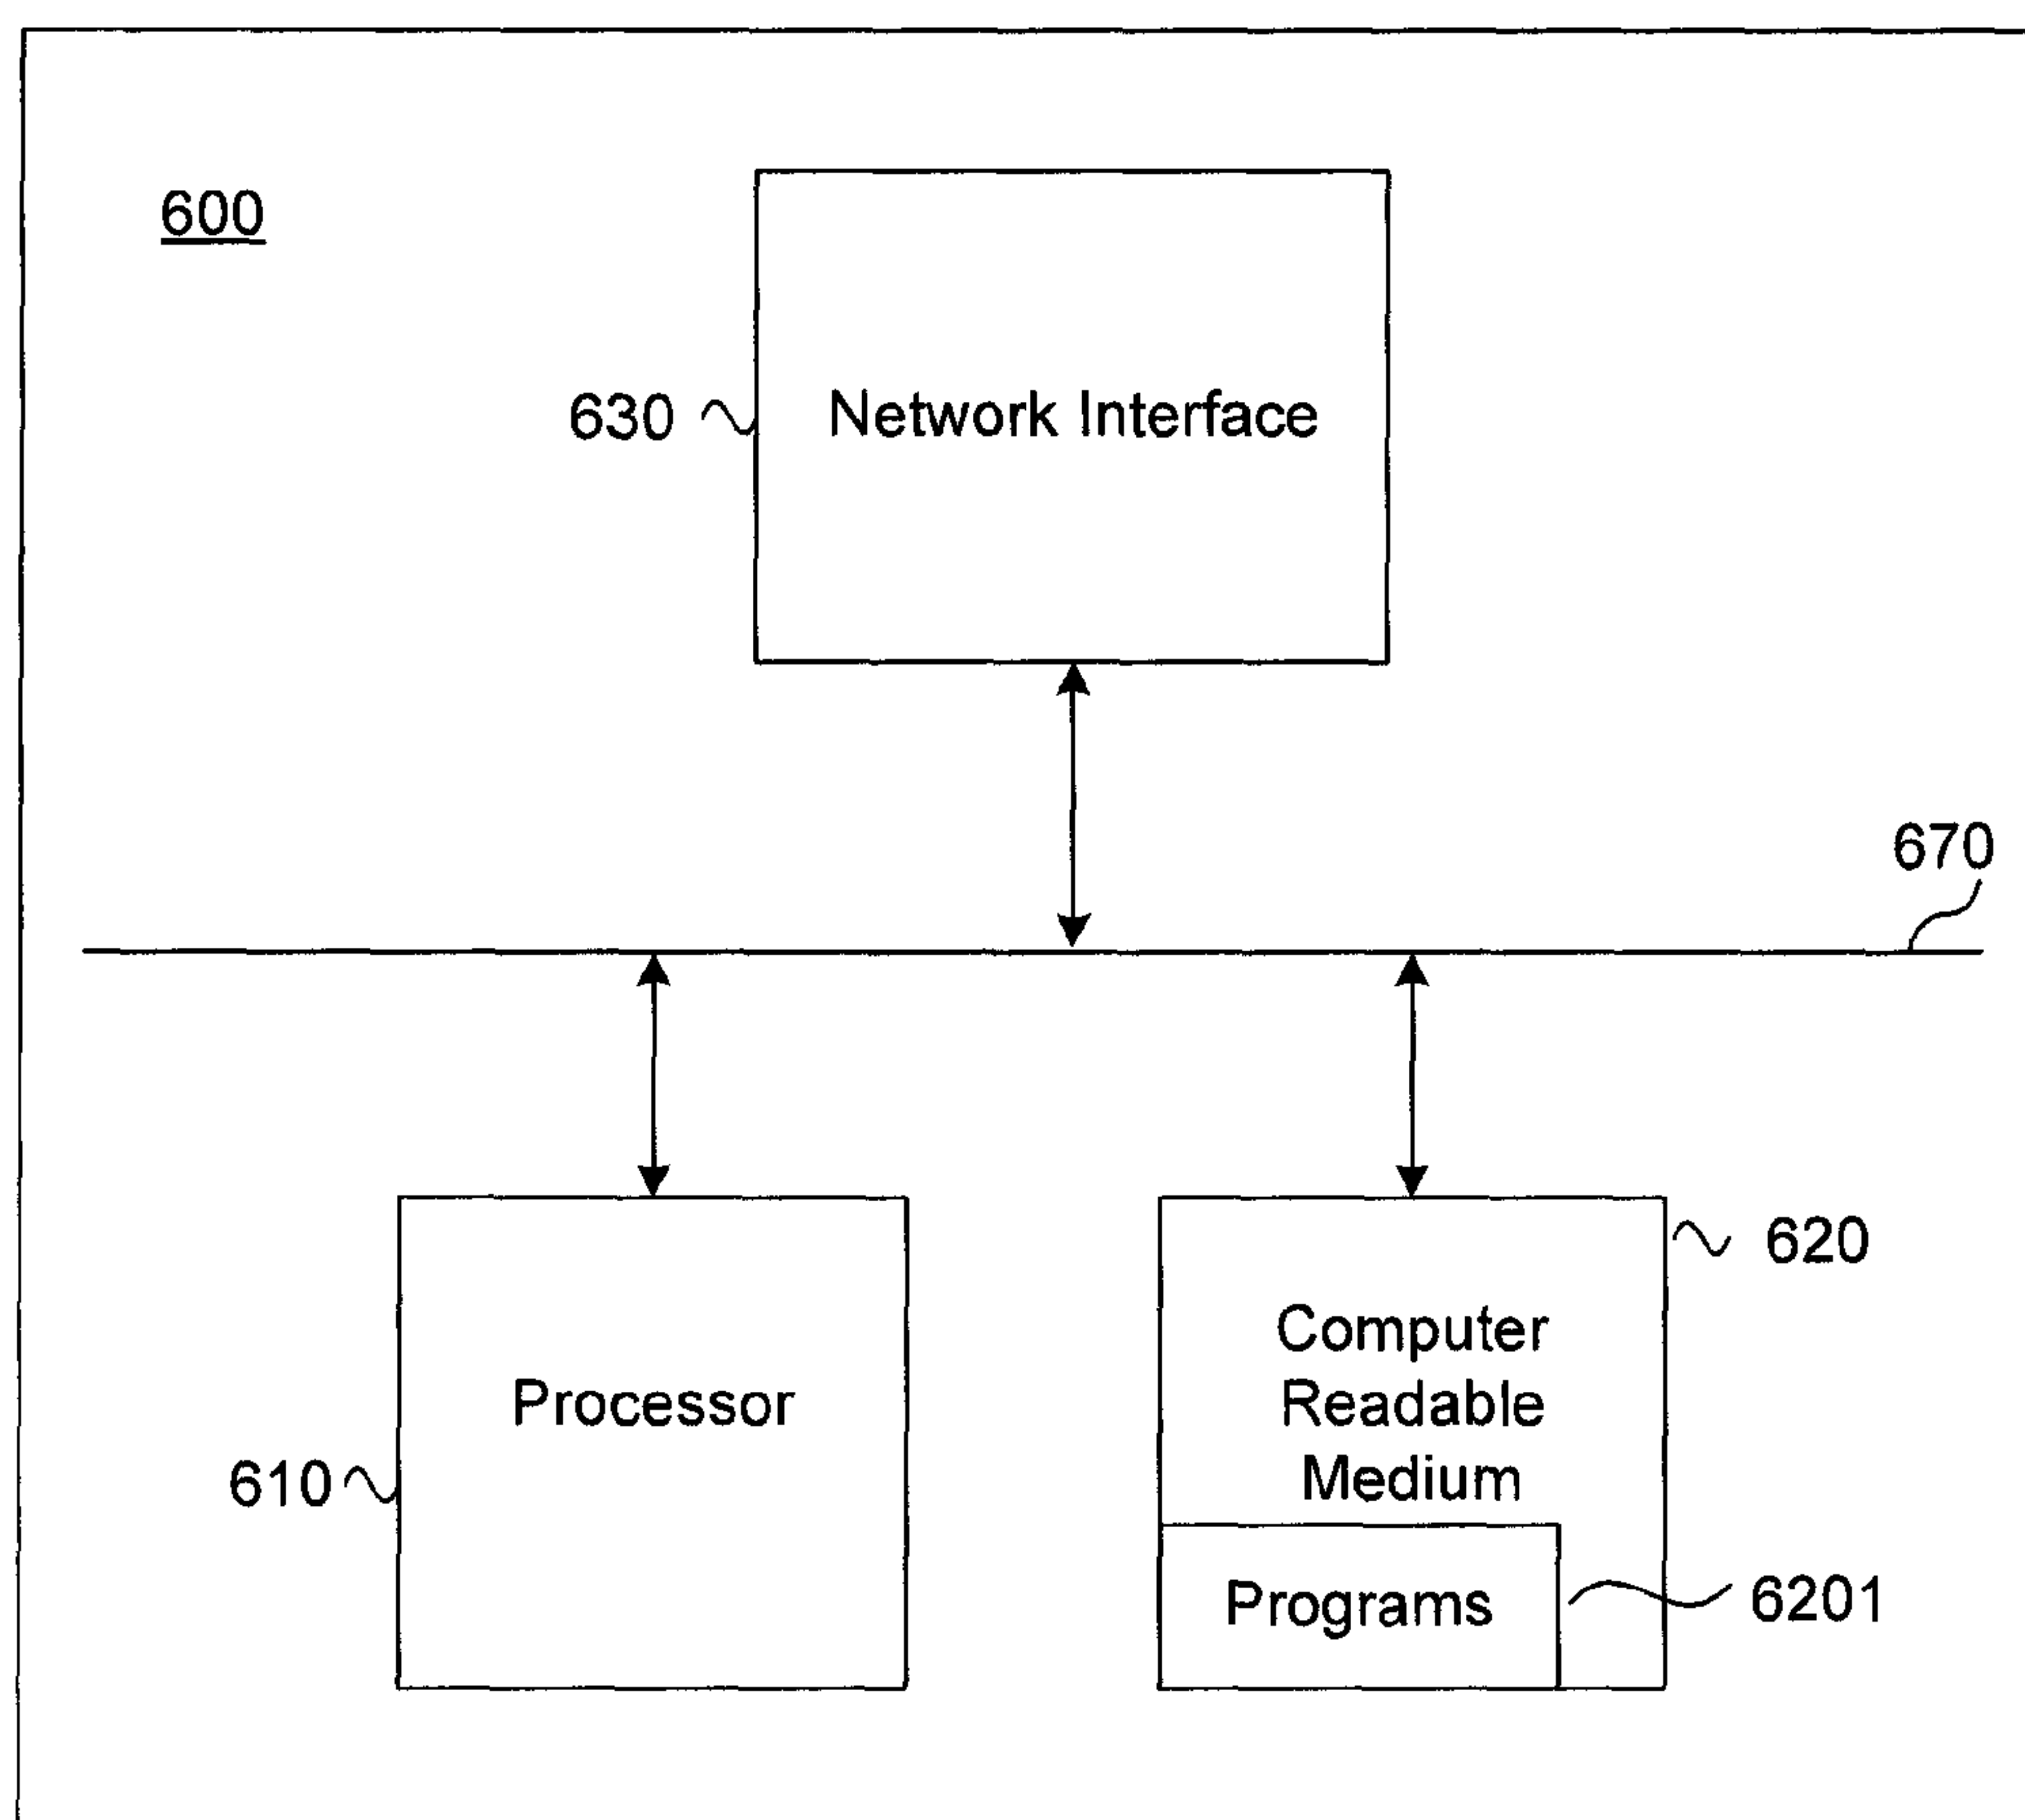 600
630
Network Interface
670
620
Computer
Readable
Medium
Processor
610
Programs
6201